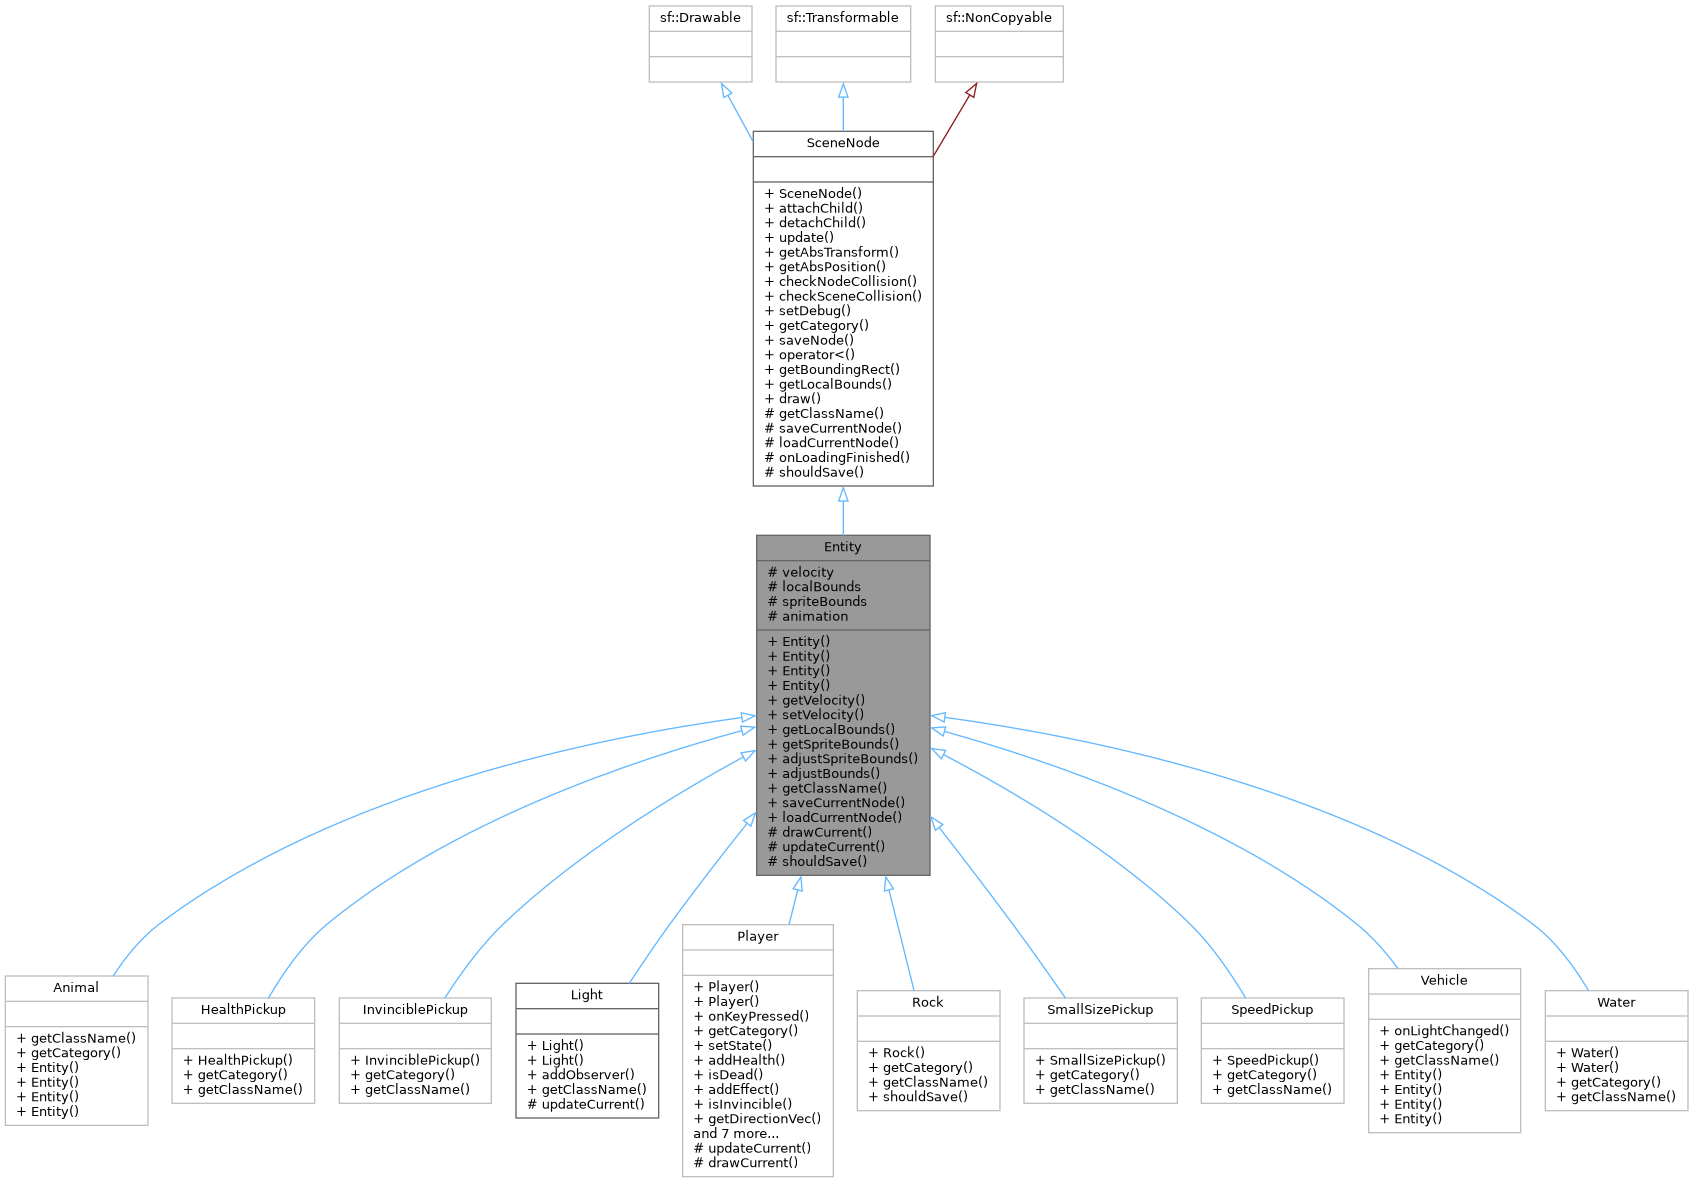 sf::Drawable
sf::Transformable
sf::NonCopyable
SceneNode
+ SceneNode()
+ attachChild()
+ detachChild()
+ update()
+ getAbsTransform()
+ getAbsPosition()
+ checkNodeCollision()
+ checkSceneCollision()
+ setDebug()
+ getCategory()
+ saveNode()
+ operator<()
+ getBoundingRect()
+ getLocalBounds()
+ draw()
# getClassName()
# saveCurrentNode()
# loadCurrentNode()
# onLoadingFinished()
# shouldSave()
Entity
# velocity
# localBounds
# spriteBounds
# animation
+ Entity()
+ Entity()
+ Entity()
+ Entity()
+ getVelocity()
+ setVelocity()
+ getLocalBounds()
+ getSpriteBounds()
+ adjustSpriteBounds()
+ adjustBounds()
+ getClassName()
+ saveCurrentNode()
+ loadCurrentNode()
# drawCurrent()
# updateCurrent()
# shouldSave()
Animal
+ getClassName()
+ getCategory()
+ Entity()
+ Entity()
+ Entity()
+ Entity()
HealthPickup
+ HealthPickup()
+ getCategory()
+ getClassName()
InvinciblePickup
+ InvinciblePickup()
+ getCategory()
+ getClassName()
Light
+ Light()
+ Light()
+ addObserver()
+ getClassName()
# updateCurrent()
Player
+ Player()
+ Player()
+ onKeyPressed()
+ getCategory()
+ setState()
+ addHealth()
+ isDead()
+ addEffect()
+ isInvincible()
+ getDirectionVec()
and 7 more...
# updateCurrent()
# drawCurrent()
Rock
+ Rock()
+ getCategory()
+ getClassName()
+ shouldSave()
SmallSizePickup
+ SmallSizePickup()
+ getCategory()
+ getClassName()
SpeedPickup
+ SpeedPickup()
+ getCategory()
+ getClassName()
Vehicle
+ onLightChanged()
+ getCategory()
+ getClassName()
+ Entity()
+ Entity()
+ Entity()
+ Entity()
Water
+ Water()
+ Water()
+ getCategory()
+ getClassName()